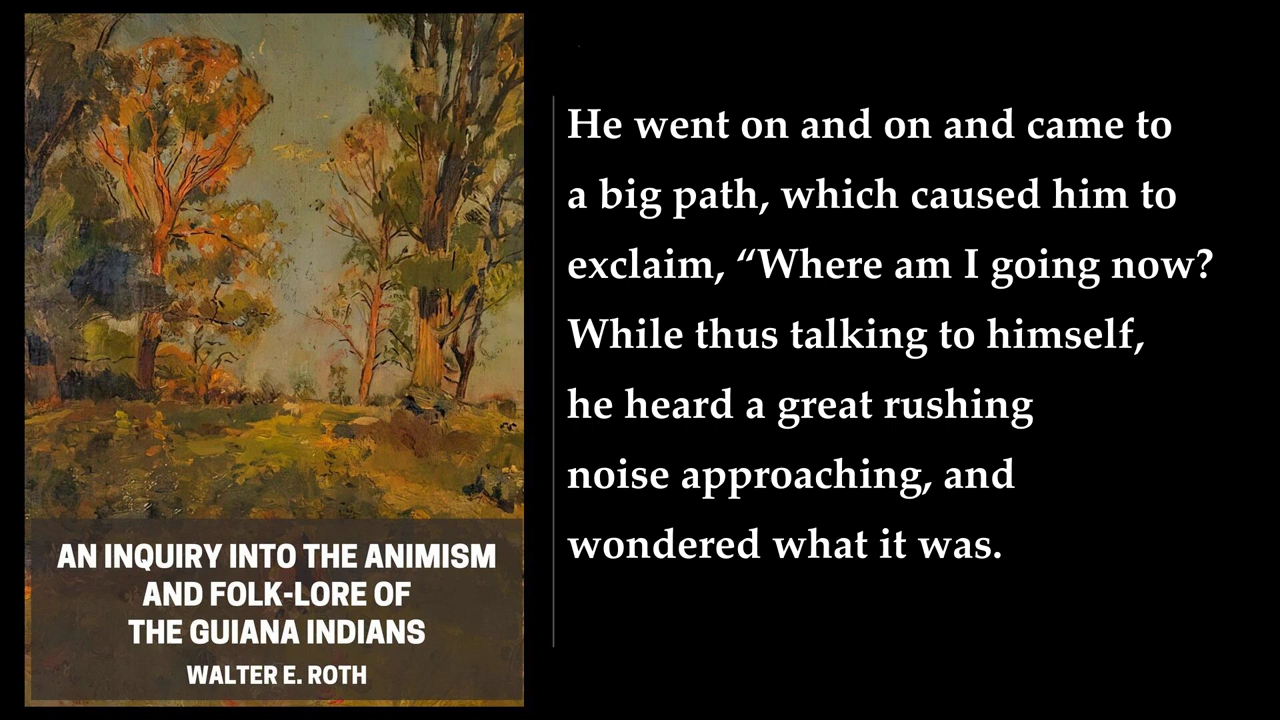 AN INQUIRY INTO THE ANIMISM
AND FOLK-LORE OF
THE GUIANA INDIANS
WALTER E. ROTH
He went on and on and came to
a big path, which caused him to
exclaim, “Where am I going now?
While thus talking to himself,
he heard a great rushing
noise approaching, and
wondered what it was.